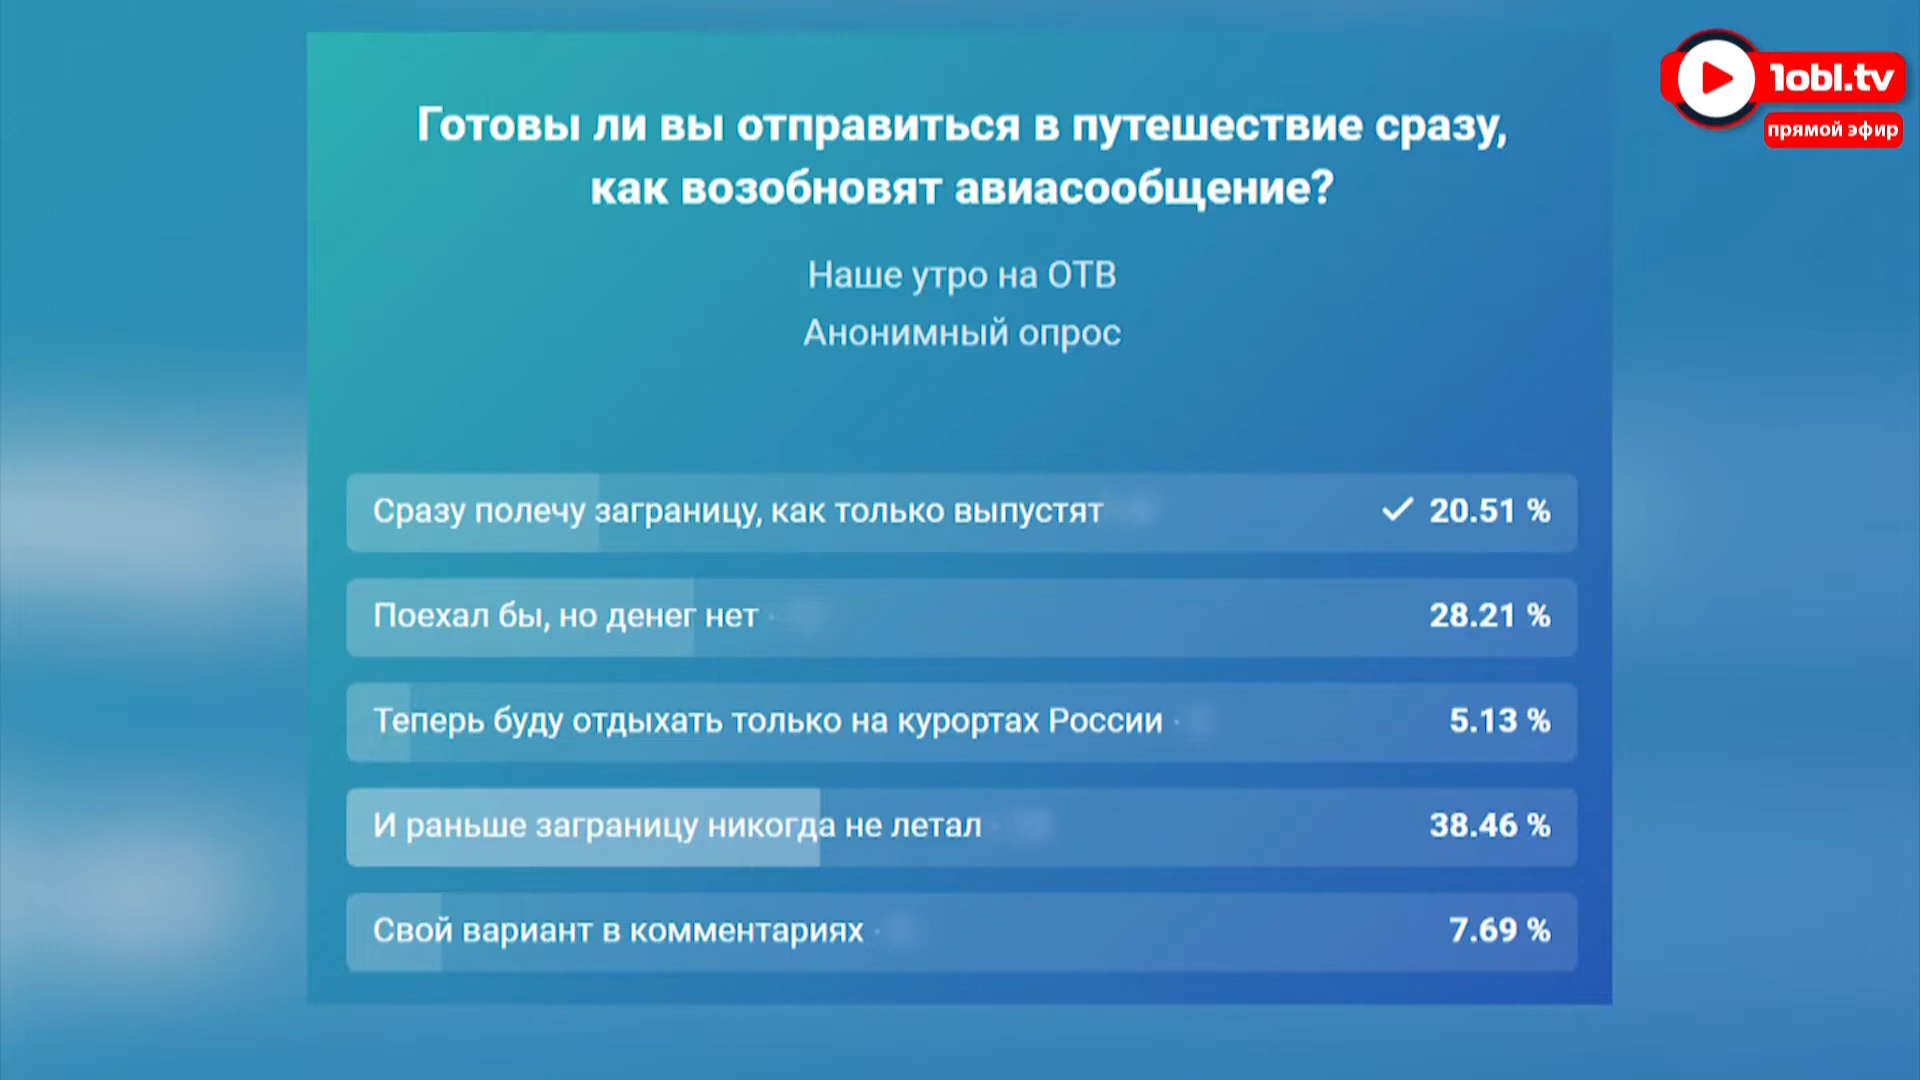 1obl.tv
прямой эфир
Готовы ли вы отправиться в путешествие сразу,
как возобновят авиасообщение?
Наше утро на ОТВ
Анонимный опрос
Сразу полечу заграницу, как только выпустят 20.51 %
Поехал бы, но денег нет · 28.21 %
Теперь буду отдыхать только на курортах России · 5.13 %
И раньше заграницу никогда не летал · 38.46 %
Свой вариант в комментариях · 7.69 %